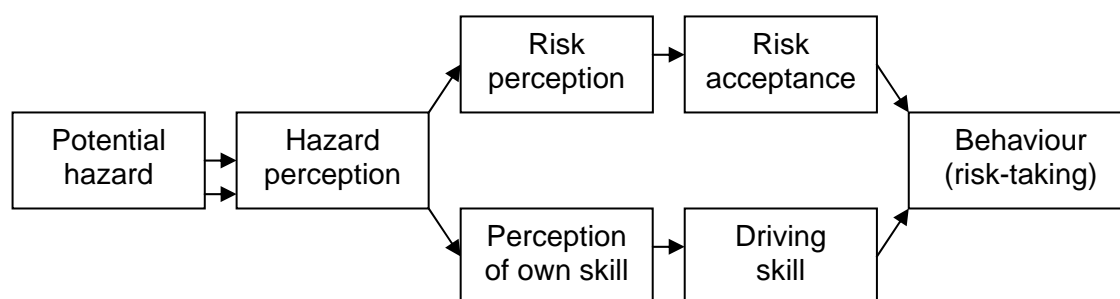 Potential
hazard
Hazard
perception
Risk
perception
Risk
acceptance
Perception
of own skill
Driving
skill
Behaviour
(risk-taking)